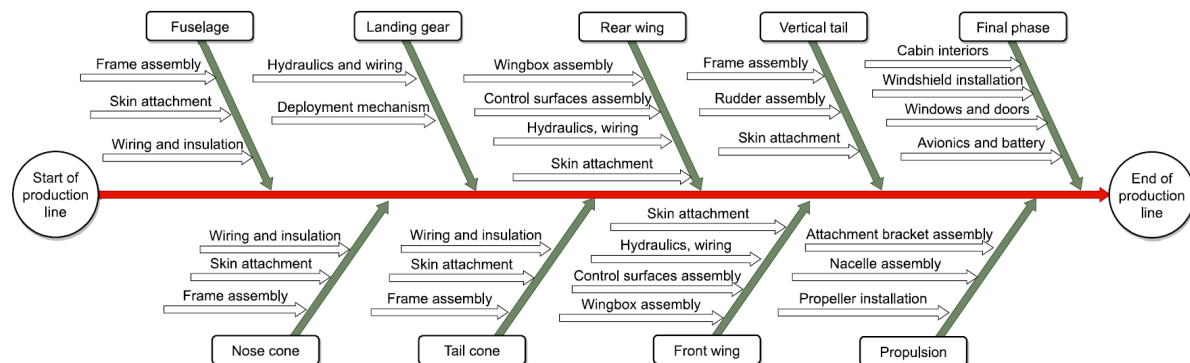 Fuselage
Landing gear
Rear wing
Vertical tail
Final phase
Frame assembly
Skin attachment
Wiring and insulation
Hydraulics and wiring
Deployment mechanism
Wingbox assembly
Control surfaces assembly
Hydraulics, wiring
Skin attachment
Frame assembly
Rudder assembly
Skin attachment
Cabin interiors
Windshield installation
Windows and doors
Avionics and battery
Start of
production
line
End of
production
line
Wiring and insulation
Skin attachment
Frame assembly
Wiring and insulation
Skin attachment
Frame assembly
Skin attachment
Hydraulics, wiring
Control surfaces assembly
Wingbox assembly
Attachment bracket assembly
Nacelle assembly
Propeller installation
Nose cone
Tail cone
Front wing
Propulsion